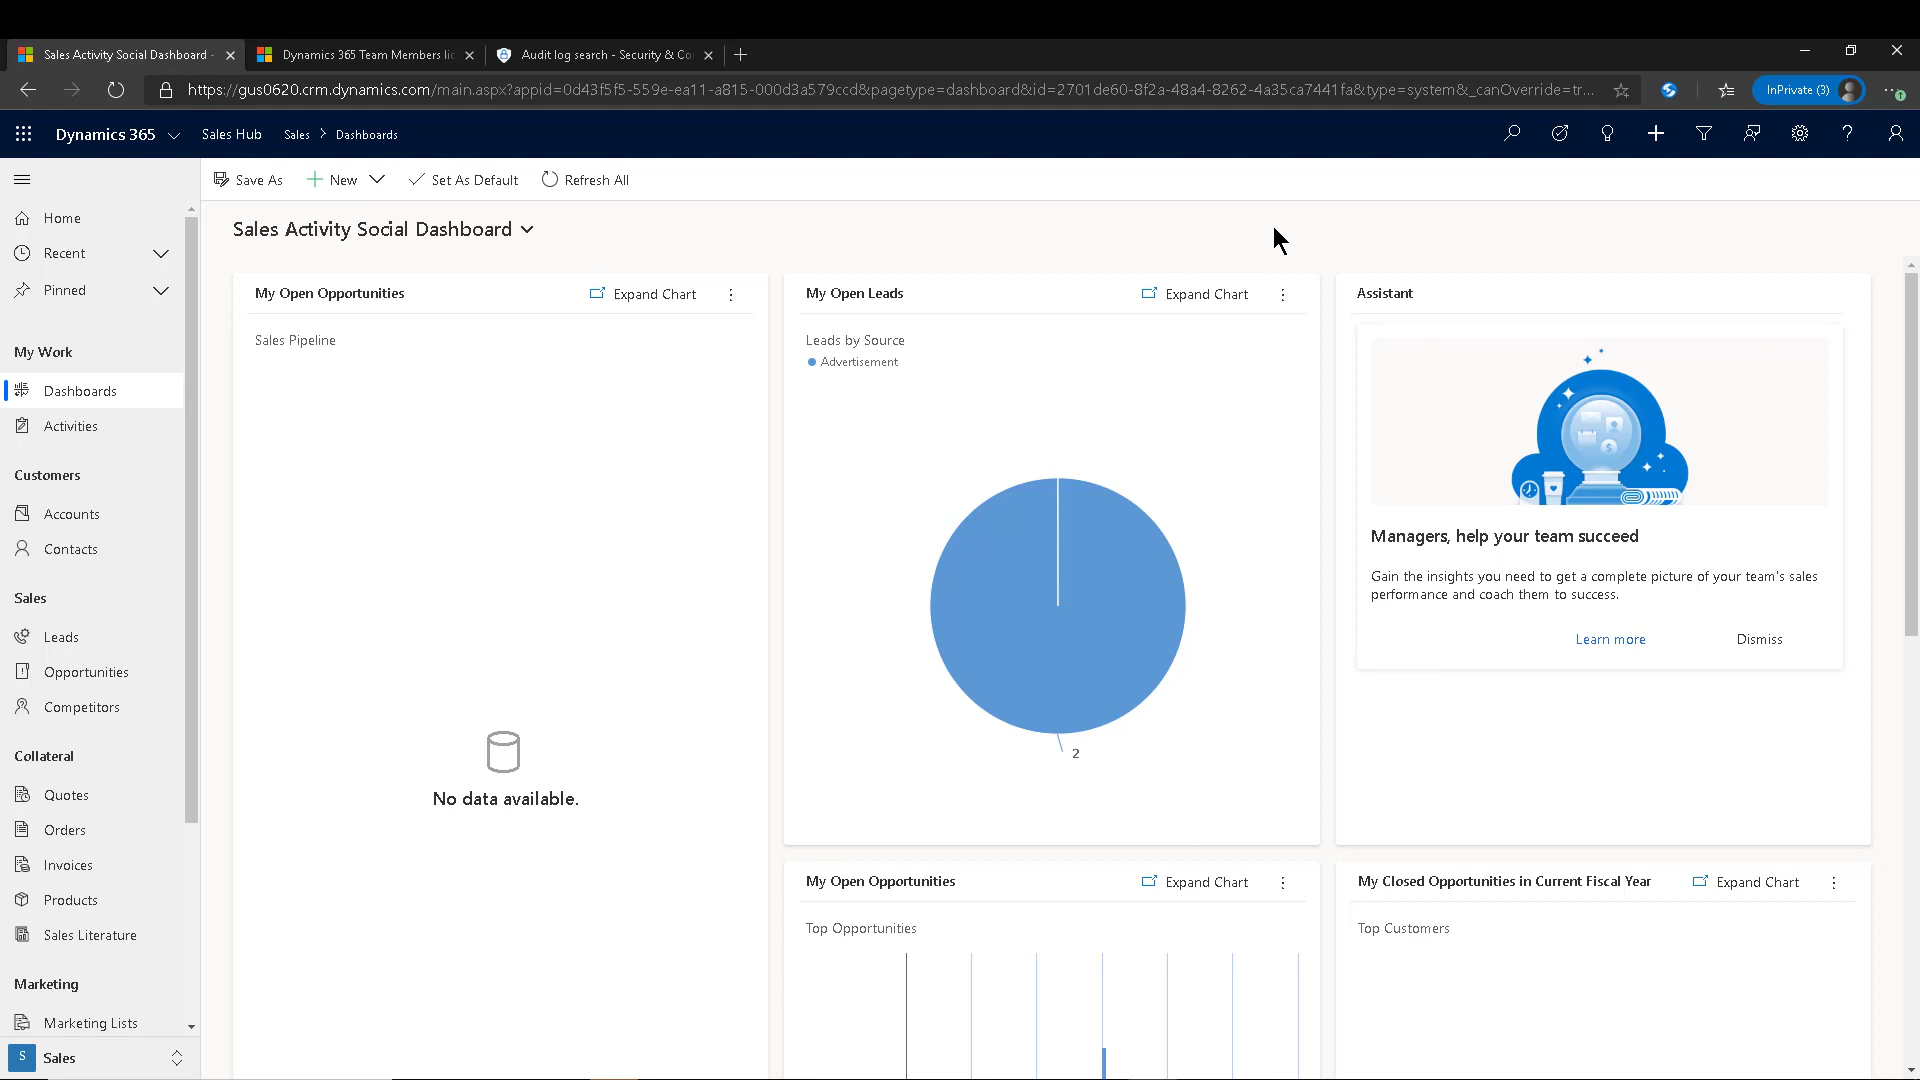 Sales Activity Social Dashboard -
Dynamics 365 Team Members lic
Audit log search - Security & Co
https://gus0620.crm.dynamics.com/main.aspx?appid=0d43f5f5-559e-ea11-a815-000d3a579ccd&pagetype=dashboard&id=2701de60-8f2a-48a4-8262-4a35ca7441fa&type=system&_canOverride=tr...
InPrivate (3)
Dynamics 365
Sales Hub
Sales > Dashboards
Save As
New
Set As Default
Refresh All
Home
Recent
Pinned
My Work
Dashboards
Activities
Customers
Accounts
Contacts
Sales
Leads
Opportunities
Competitors
Collateral
Quotes
Orders
Invoices
Products
Sales Literature
Marketing
Marketing Lists
S Sales
Sales Activity Social Dashboard
My Open Opportunities
Expand Chart
Sales Pipeline
No data available.
My Open Leads
Expand Chart
Leads by Source
Advertisement
2
Assistant
Managers, help your team succeed
Gain the insights you need to get a complete picture of your team's sales
performance and coach them to success.
Learn more
Dismiss
My Open Opportunities
Expand Chart
Top Opportunities
My Closed Opportunities in Current Fiscal Year
Expand Chart
Top Customers